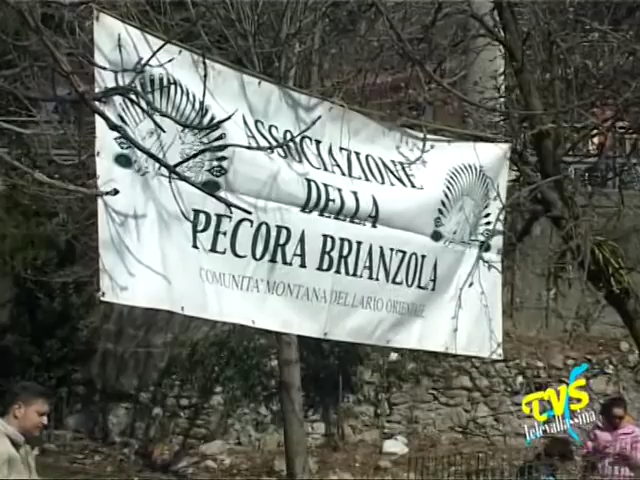 ASSOCIAZIONE
DELLA
PECORA BRIANZOLA
COMUNITA' MONTANA DEL LARIO ORIENTALE
TVS
Televallassina